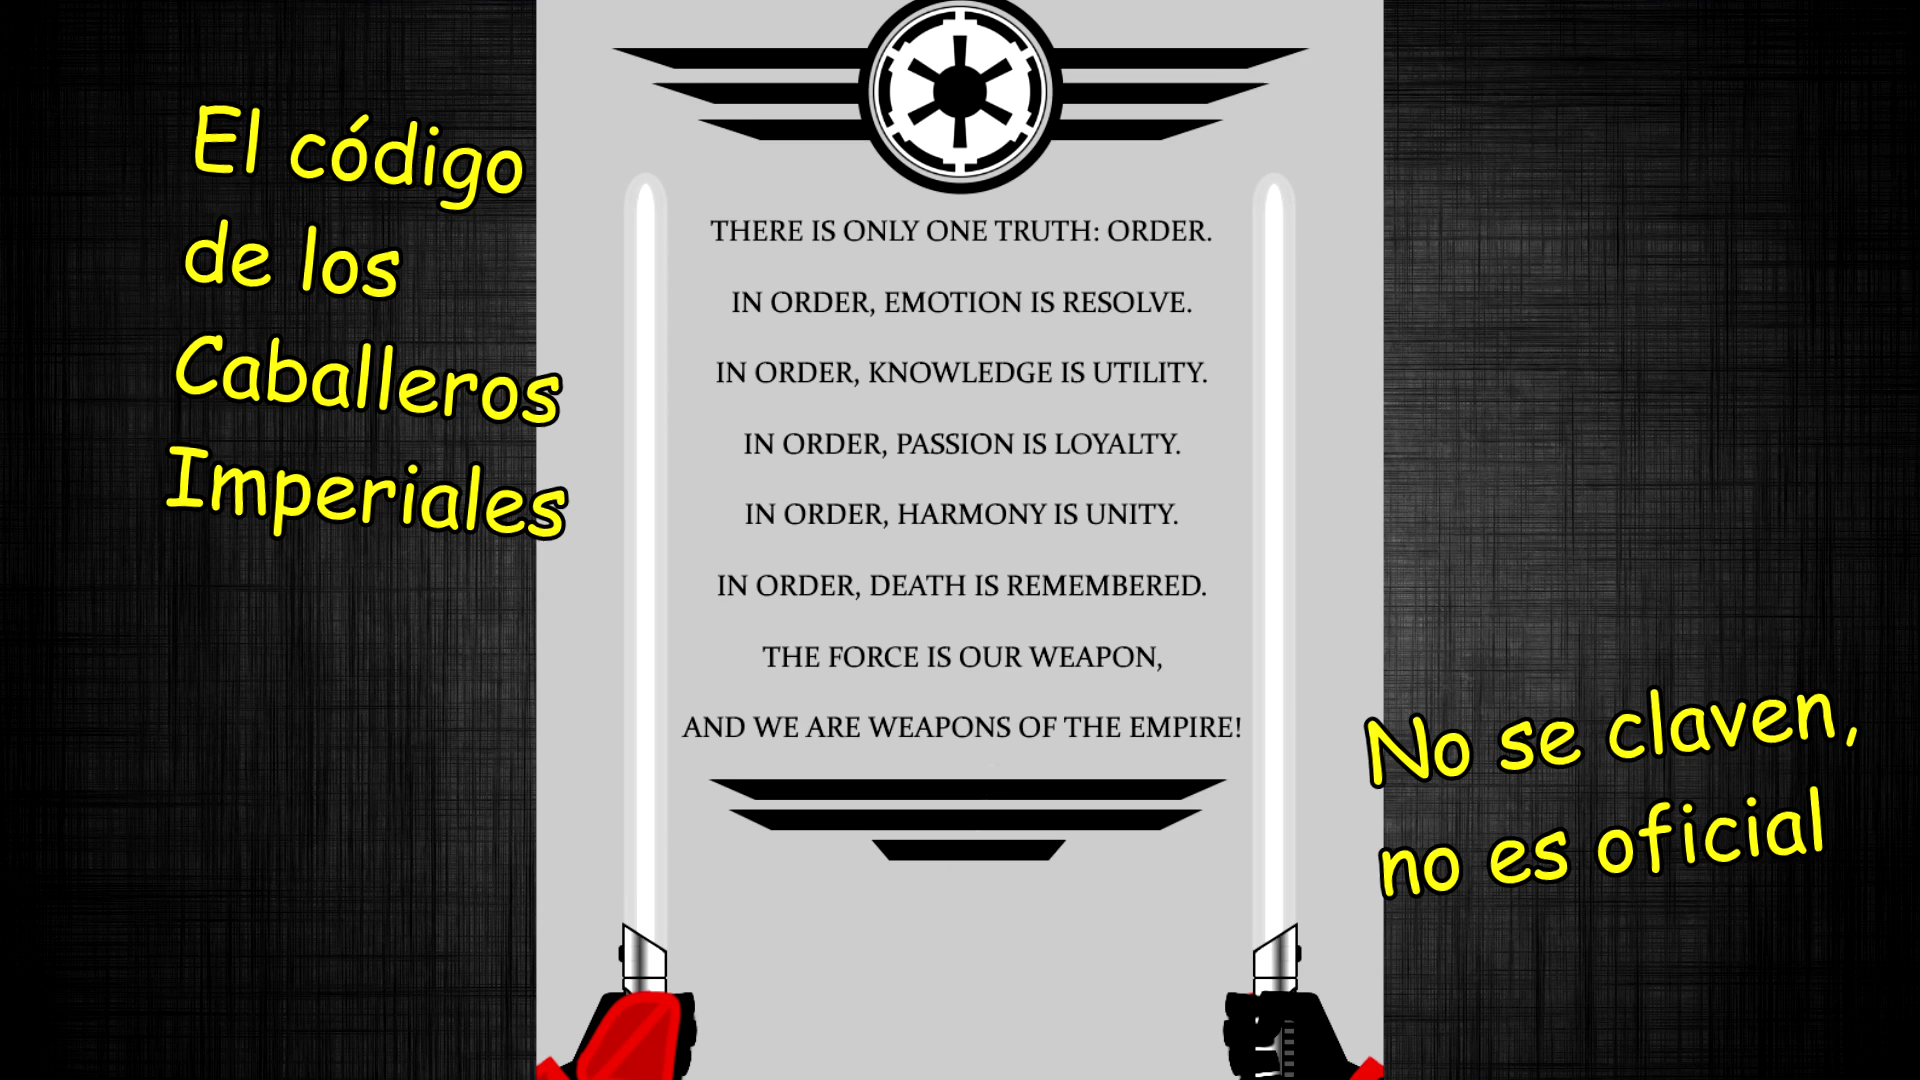 El código
de los
Caballeros
Imperiales
THERE IS ONLY ONE TRUTH: ORDER.
IN ORDER, EMOTION IS RESOLVE.
IN ORDER, KNOWLEDGE IS UTILITY.
IN ORDER, PASSION IS LOYALTY.
IN ORDER, HARMONY IS UNITY.
IN ORDER, DEATH IS REMEMBERED.
THE FORCE IS OUR WEAPON,
AND WE ARE WEAPONS OF THE EMPIRE!
No se claven,
no es oficial